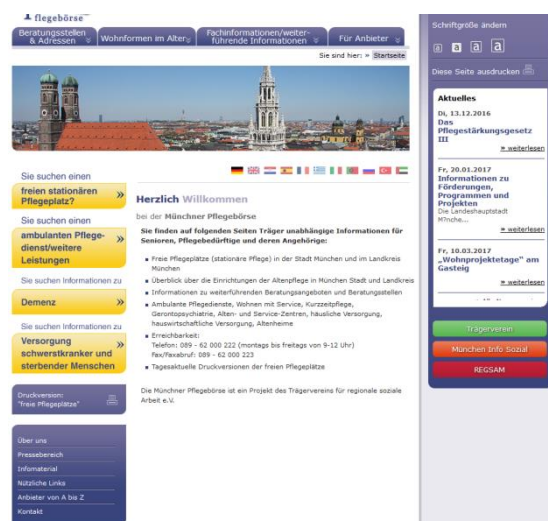 flegebörse
Beratungsstellen
& Adressen
Wohnformen im Alter
Fachinformationen/weiter-
führende Informationen
Für Anbieter
Sie sind hier: » Startseite
Sie suchen einen
freien stationären
Pflegeplatz?
»
Sie suchen einen
ambulanten Pflege-
dienst/weitere
Leistungen
»
Sie suchen Informationen zu
Demenz
»
Sie suchen Informationen zu
Versorgung
schwerstkranker und
sterbender Menschen
»
Druckversion:
"freie Pflegeplätze"
Über uns
Pressebereich
Infomaterial
Nützliche Links
Anbieter von A bis Z
Kontakt
Herzlich Willkommen
bei der Münchner Pflegebörse
Sie finden auf folgenden Seiten Träger unabhängige Informationen für
Senioren, Pflegebedürftige und deren Angehörige:
Freie Pflegeplätze (stationäre Pflege) in der Stadt München und im Landkreis
München
Überblick über die Einrichtungen der Altenpflege in München Stadt und Landkreis
Informationen zu weiterführenden Beratungsangeboten und Beratungsstellen
Ambulante Pflegedienste, Wohnen mit Service, Kurzzeitpflege,
Gerontopsychiatrie, Alten- und Service-Zentren, häusliche Versorgung,
hauswirtschaftliche Versorgung, Altenheime
Erreichbarkeit:
Telefon: 089 - 62 000 222 (montags bis freitags von 9-12 Uhr)
Fax/Faxabruf: 089 - 62 000 223
Tagesaktuelle Druckversionen der freien Pflegeplätze
Die Münchner Pflegebörse ist ein Projekt des Trägervereins für regionale soziale
Arbeit e.V.
Schriftgröße ändern
a a a a
Diese Seite ausdrucken
Aktuelles
Di, 13.12.2016
Das
Pflegestärkungsgesetz
III
» weiterlesen
Fr, 20.01.2017
Informationen zu
Förderungen,
Programmen und
Projekten
Die Landeshauptstadt
M?nche...
» weiterlesen
Fr, 10.03.2017
„Wohnprojektetage" am
Gasteig
» weiterlesen
Trägerverein
München Info Sozial
REGSAM